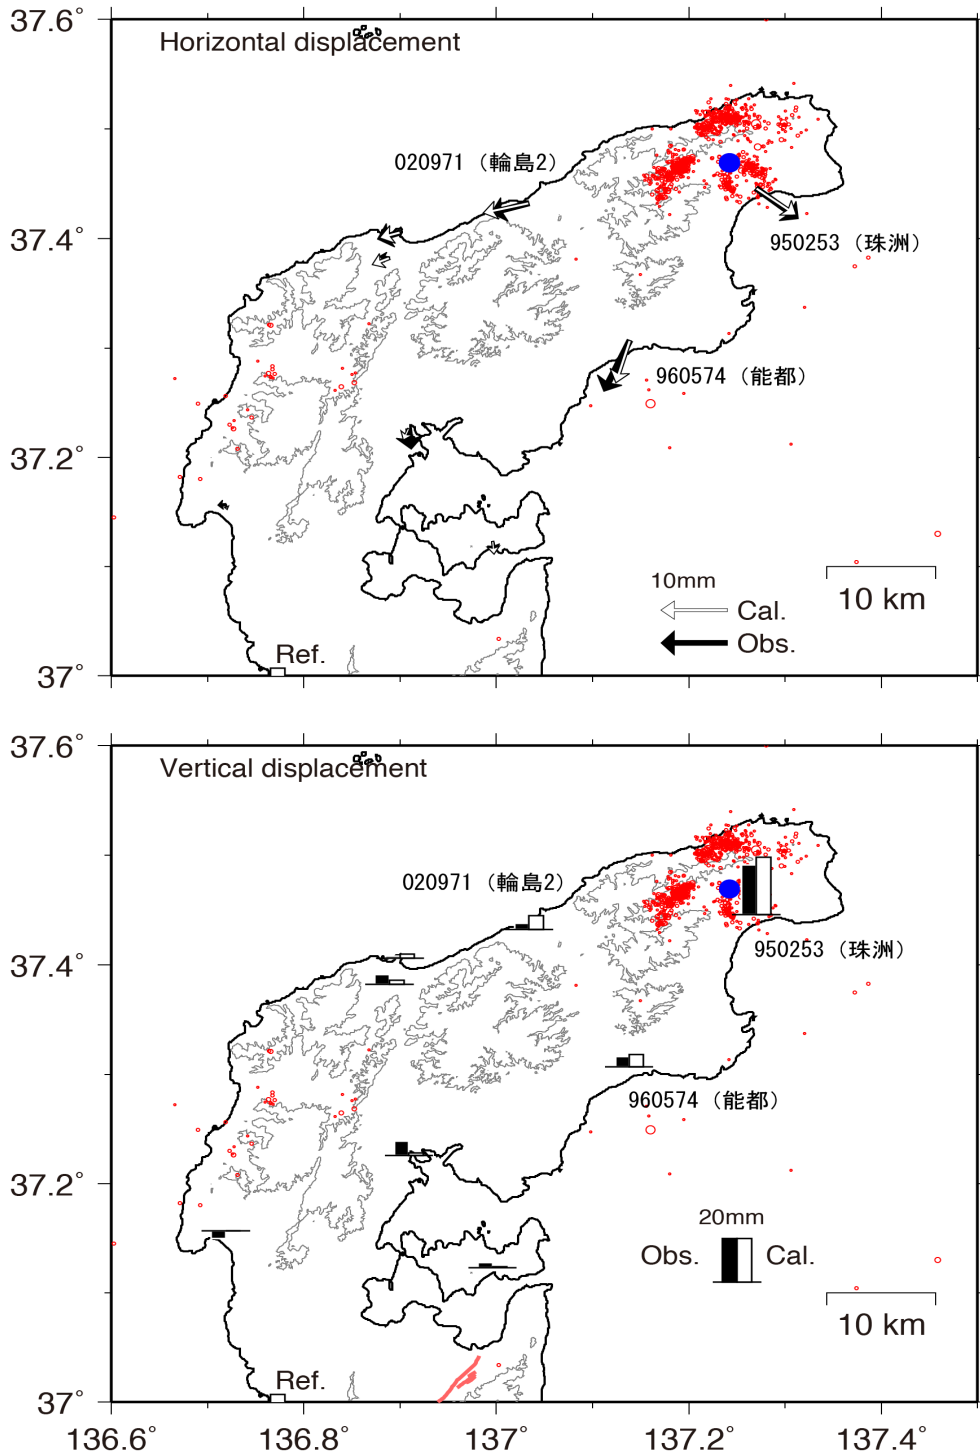 37.6°
Horizontal displacement
020971 (輪島2)
37.4°
950253 (珠洲)
960574 (能都)
37.2°
10mm
Cal.
10 km
Obs.
Ref.
37°
37.6°
Vertical displacement
020971 (輪島2)
950253 (珠洲)
37.4°
960574 (能都)
37.2°
20mm
Obs. Cal.
10 km
Ref.
37°
136.6° 136.8° 137° 137.2° 137.4°